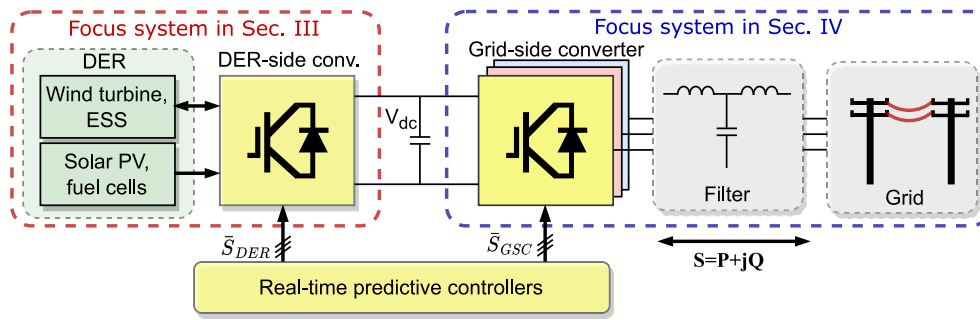 Focus system in Sec. III
Focus system in Sec. IV
DER
DER-side conv.
Grid-side converter
Wind turbine,
ESS
Solar PV,
fuel cells
V_dc
Filter
Grid
S̄_DER
S̄_GSC
S=P+jQ
Real-time predictive controllers